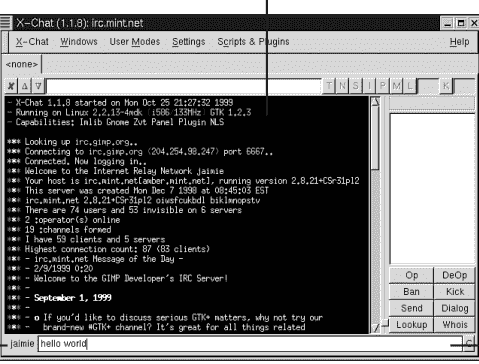 X-Chat (1.1.8): irc.mint.net
X-Chat Windows User Modes Settings Scripts & Plugins Help
<none>
X T N S I P M L K
- X-Chat 1.1.8 started on Mon Oct 25 21:27:32 1999
- Running on Linux 2.2.13-4mdk [i586/133MHz] GTK 1.2.3
- Capabilities: Imlib Gnome Zvt Panel Plugin NLS
*** Looking up irc.gimp.org..
*** Connecting to irc.gimp.org (204.254.98.247) port 6667..
*** Connected. Now logging in..
*** Welcome to the Internet Relay Network jaimie
*** Your host is irc.mint.net[amber.mint.net], running version 2.8.21+CSr31pl2
*** This server was created Mon Dec 7 1998 at 08:45:03 EST
*** irc.mint.net 2.8.21+CSr31pl2 oiwsfcukbdl biklmnopstv
*** There are 74 users and 53 invisible on 6 servers
*** 2 :operator(s) online
*** 19 :channels formed
*** I have 59 clients and 5 servers
*** Highest connection count: 87 (83 clients)
*** - irc.mint.net Message of the Day -
*** - 2/9/1999 0:20
*** - Welcome to the GIMP Developer's IRC Server!
*** -
*** - September 1, 1999
*** -
*** - o If you'd like to discuss serious GTK+ matters, why not try our
*** - brand-new #GTK+ channel? It's great for all things related
Op DeOp
Ban Kick
Send Dialog
Lookup Whois
jaimie hello world C